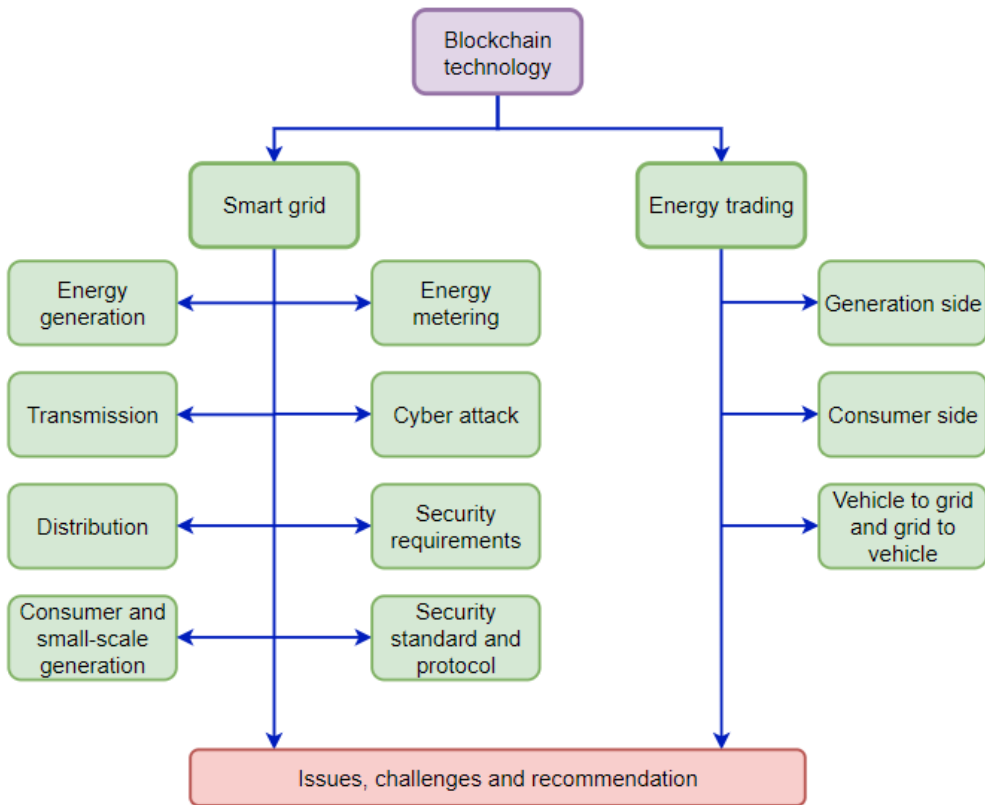 Blockchain
technology
Smart grid
Energy trading
Energy
generation
Energy
metering
Generation side
Transmission
Cyber attack
Consumer side
Distribution
Security
requirements
Vehicle to grid
and grid to
vehicle
Consumer and
small-scale
generation
Security
standard and
protocol
Issues, challenges and recommendation